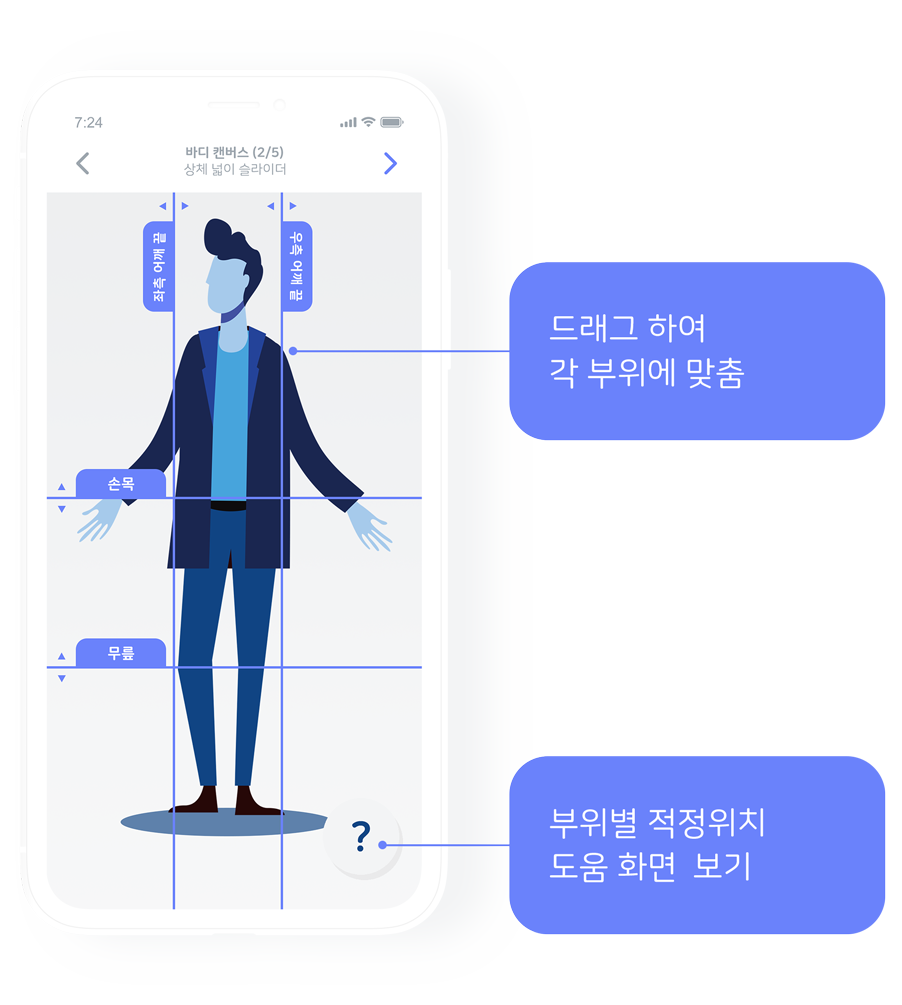 7:24
바디 캔버스 (2/5)
상체 넓이 슬라이더
좌측 어깨 끝
우측 어깨 끝
드래그 하여
각 부위에 맞춤
손목
무릎
부위별 적정위치
도움 화면 보기
?